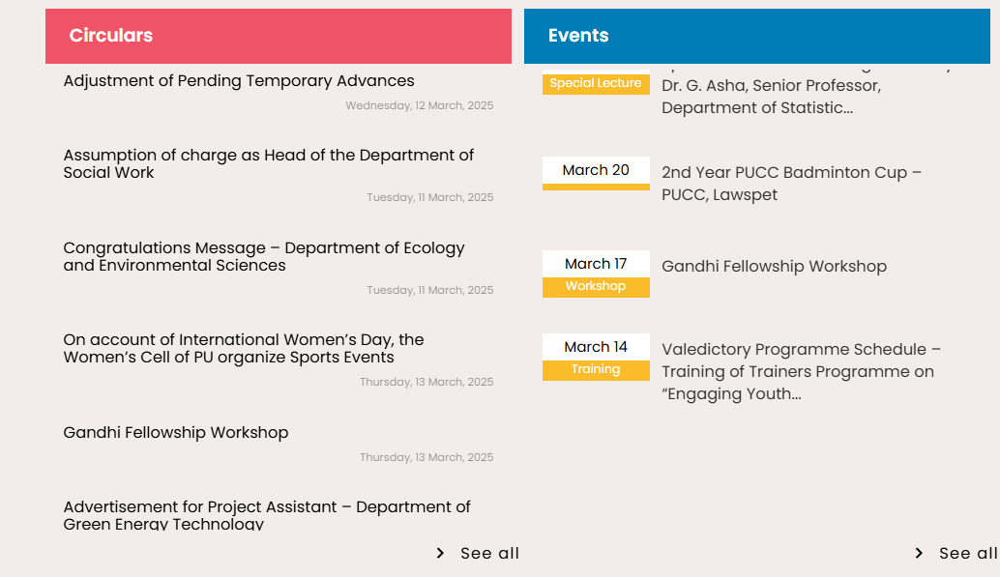 Circulars
Adjustment of Pending Temporary Advances
Wednesday, 12 March, 2025
Assumption of charge as Head of the Department of
Social Work
Tuesday, 11 March, 2025
Congratulations Message – Department of Ecology
and Environmental Sciences
Tuesday, 11 March, 2025
On account of International Women’s Day, the
Women’s Cell of PU organize Sports Events
Thursday, 13 March, 2025
Gandhi Fellowship Workshop
Thursday, 13 March, 2025
Advertisement for Project Assistant – Department of
Green Energy Technology
See all
Events
Special Lecture
Dr. G. Asha, Senior Professor,
Department of Statistic...
March 20
2nd Year PUCC Badminton Cup –
PUCC, Lawspet
March 17
Workshop
Gandhi Fellowship Workshop
March 14
Training
Valedictory Programme Schedule –
Training of Trainers Programme on
“Engaging Youth...
See all